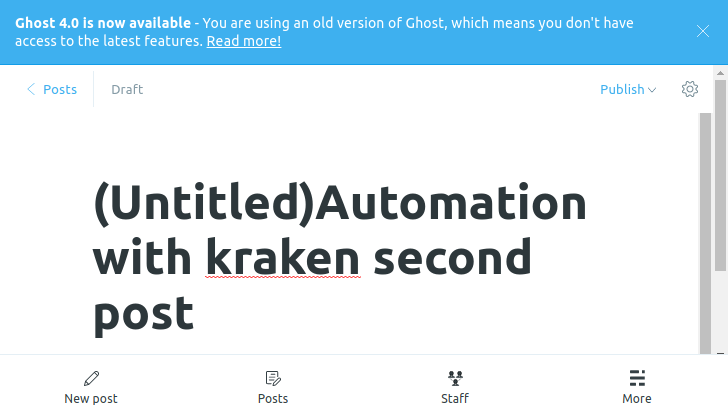 Ghost 4.0 is now available - You are using an old version of Ghost, which means you don't have
access to the latest features. Read more!
Posts
Draft
Publish
(Untitled)Automation
with kraken second
post
New post
Posts
Staff
More